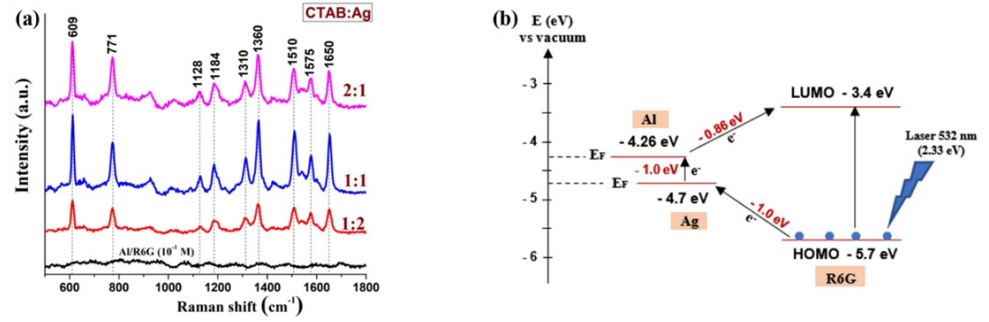 (a)
CTAB:Ag
609
771
1128
1184
1310
1360
1510
1575
1650
2:1
1:1
1:2
Al/R6G (10⁻¹ M)
Intensity (a.u.)
600 800 1000 1200 1400 1600 1800
Raman shift (cm⁻¹)
(b)
E (eV)
vs vacuum
- 3
- 4
- 5
- 6
LUMO - 3.4 eV
Al
- 4.26 eV
- 0.86 eV
e⁻
Laser 532 nm
(2.33 eV)
EF
- 1.0 eV
e⁻
EF
- 4.7 eV
Ag
- 1.0 eV
e⁻
HOMO - 5.7 eV
R6G